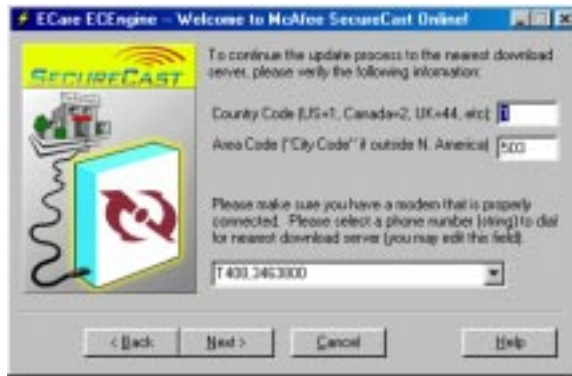 ECare ECEngine – Welcome to McAfee SecureCast Online!
SECURECAST
To continue the update process to the nearest download
server, please verify the following information:
Country Code (US=1, Canada=2, UK=44, etc):
1
Area Code ("City Code" if outside N. America)
503
Please make sure you have a modem that is properly
connected. Please select a phone number (string) to dial
for nearest download server (you may edit this field).
T408,3463800
< Back
Next >
Cancel
Help